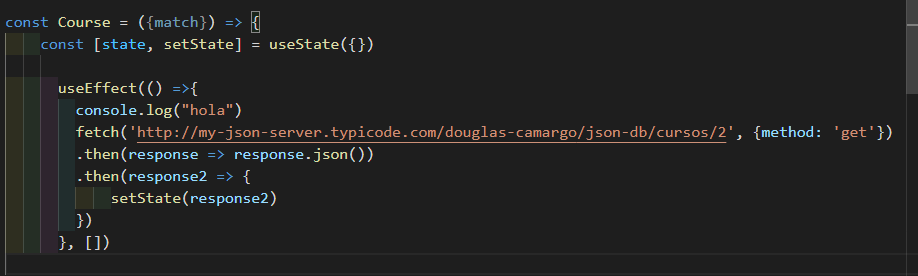 const Course = ({match}) => {
const [state, setState] = useState({})
useEffect(() =>{
console.log("hola")
fetch('http://my-json-server.typicode.com/douglas-camargo/json-db/cursos/2', {method: 'get'})
.then(response => response.json())
.then(response2 => {
setState(response2)
})
}, [])